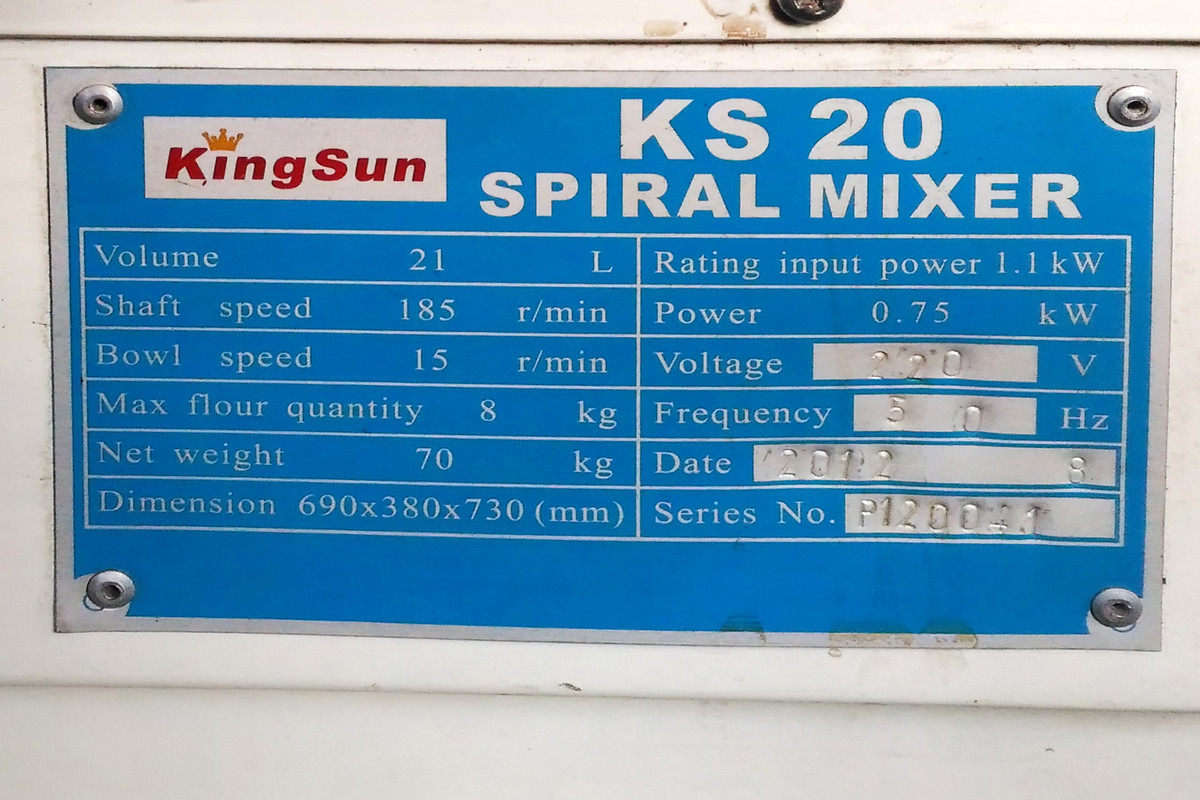 KingSun
KS 20
SPIRAL MIXER
Volume 21 L
Shaft speed 185 r/min
Bowl speed 15 r/min
Max flour quantity 8 kg
Net weight 70 kg
Dimension 690x380x730 (mm)
Rating input power 1.1 kW
Power 0.75 kW
Voltage 220 V
Frequency 50 Hz
Date 2012 8
Series No. P120041